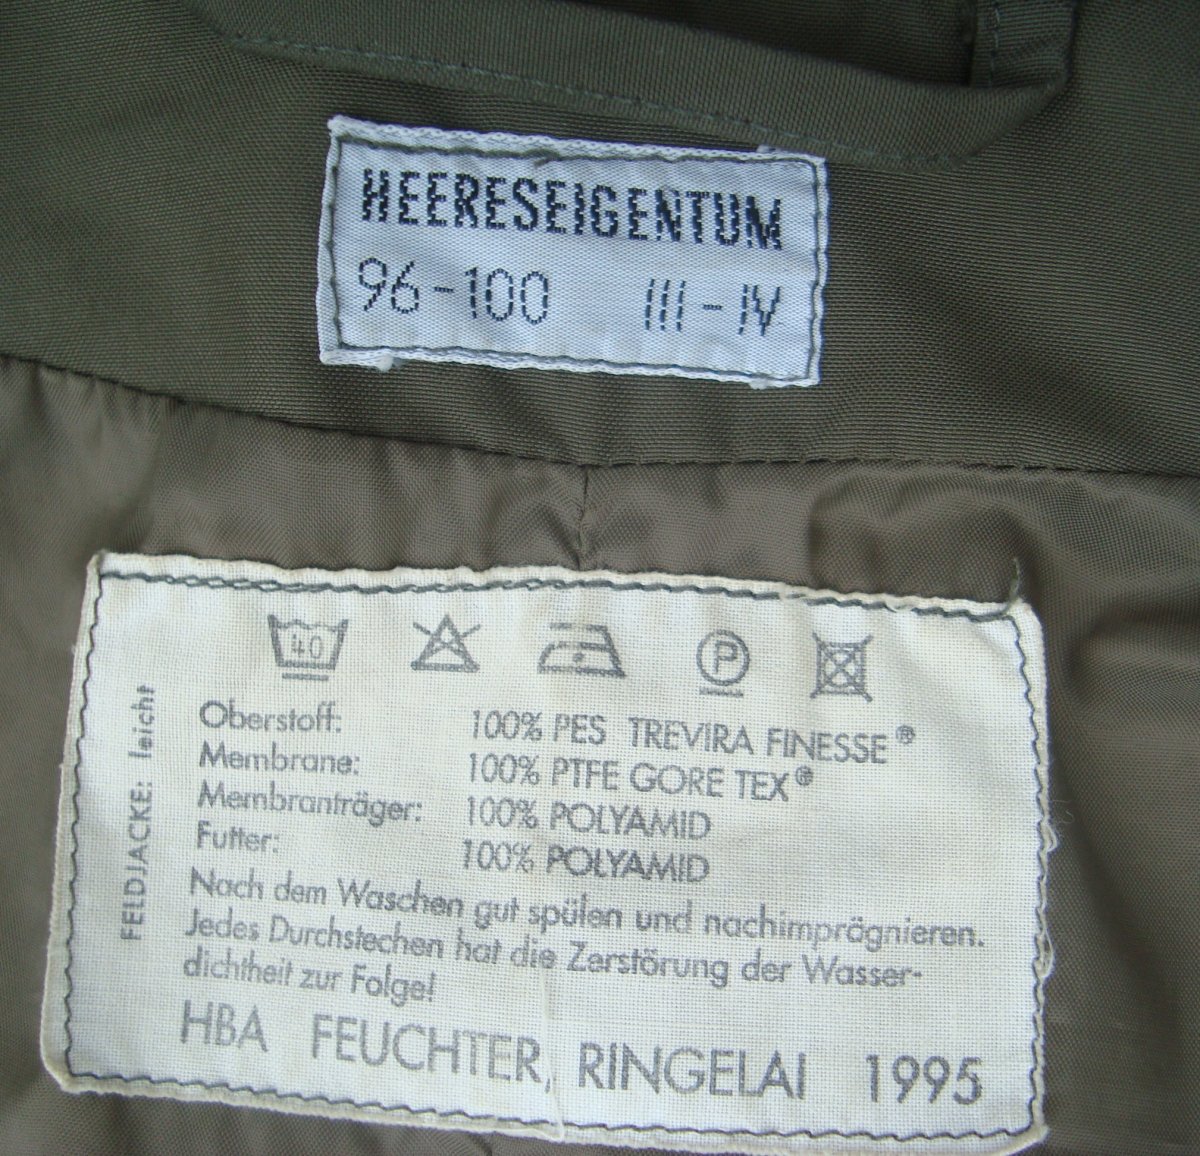 HEERESEIGENTUM
96-100 III-IV
40
P
FELDJACKE: leicht
Oberstoff: 100% PES TREVIRA FINESSE®
Membrane: 100% PTFE GORE TEX®
Membranträger: 100% POLYAMID
Futter: 100% POLYAMID
Nach dem Waschen gut spülen und nachimprägnieren.
Jedes Durchstechen hat die Zerstörung der Wasser-
dichtheit zur Folge!
HBA FEUCHTER, RINGELAI 1995